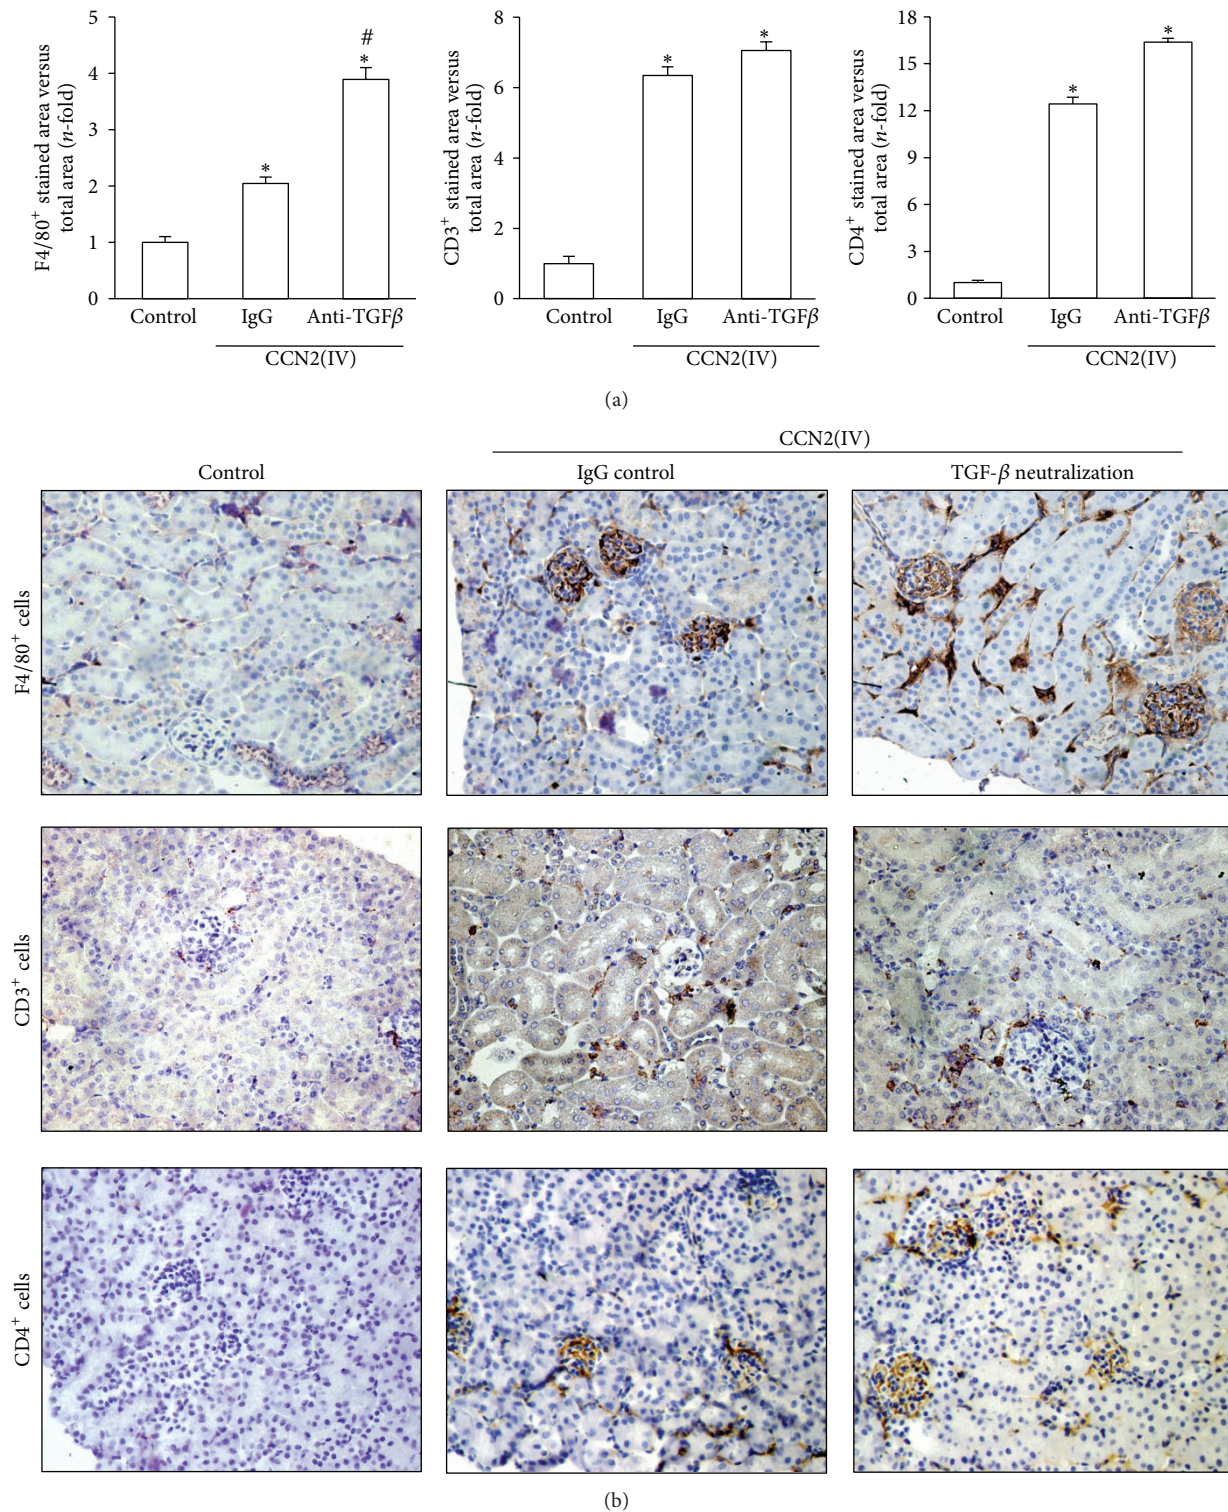 F4/80⁺ stained area versus
total area (n-fold)
5
4
3
2
1
0
*
#
*
Control
IgG
Anti-TGFβ
CCN2(IV)
CD3⁺ stained area versus
total area (n-fold)
8
6
4
2
0
*
*
Control
IgG
Anti-TGFβ
CCN2(IV)
CD4⁺ stained area versus
total area (n-fold)
18
15
12
9
6
3
0
*
*
Control
IgG
Anti-TGFβ
CCN2(IV)
(a)
CCN2(IV)
Control
IgG control
TGF-β neutralization
F4/80⁺ cells
CD3⁺ cells
CD4⁺ cells
(b)